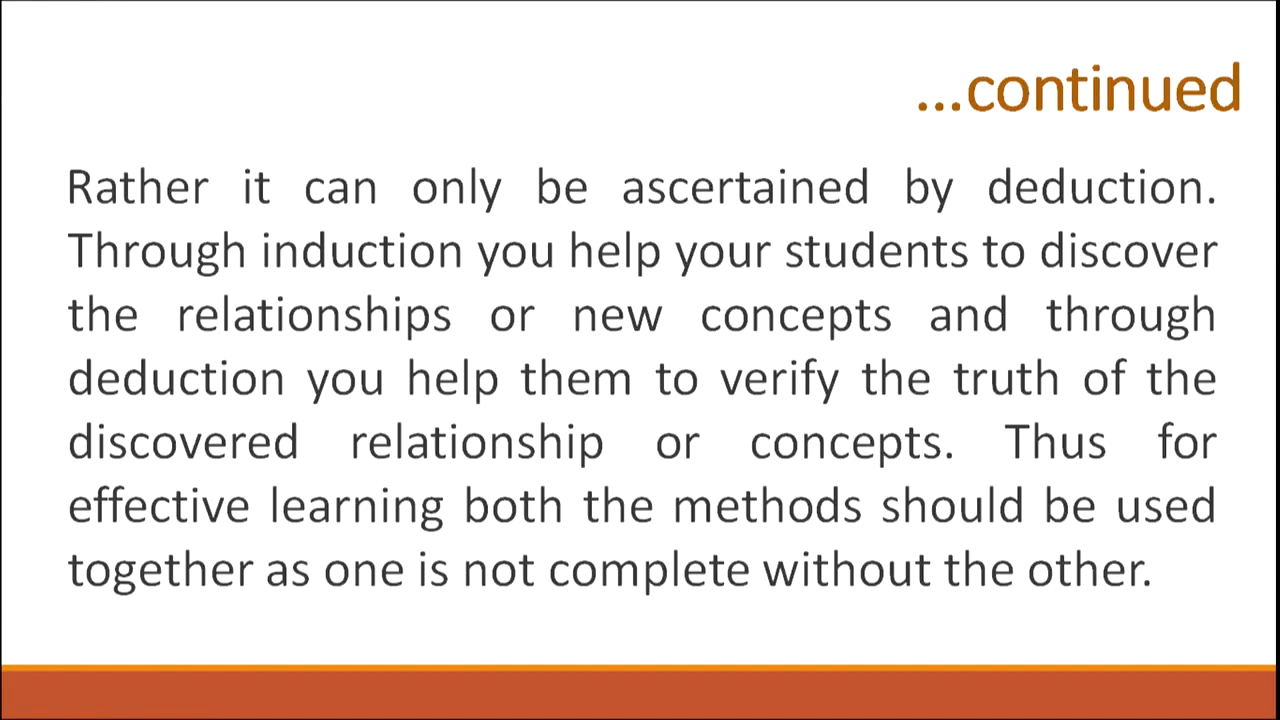 ...continued
Rather it can only be ascertained by deduction.
Through induction you help your students to discover
the relationships or new concepts and through
deduction you help them to verify the truth of the
discovered relationship or concepts. Thus for
effective learning both the methods should be used
together as one is not complete without the other.